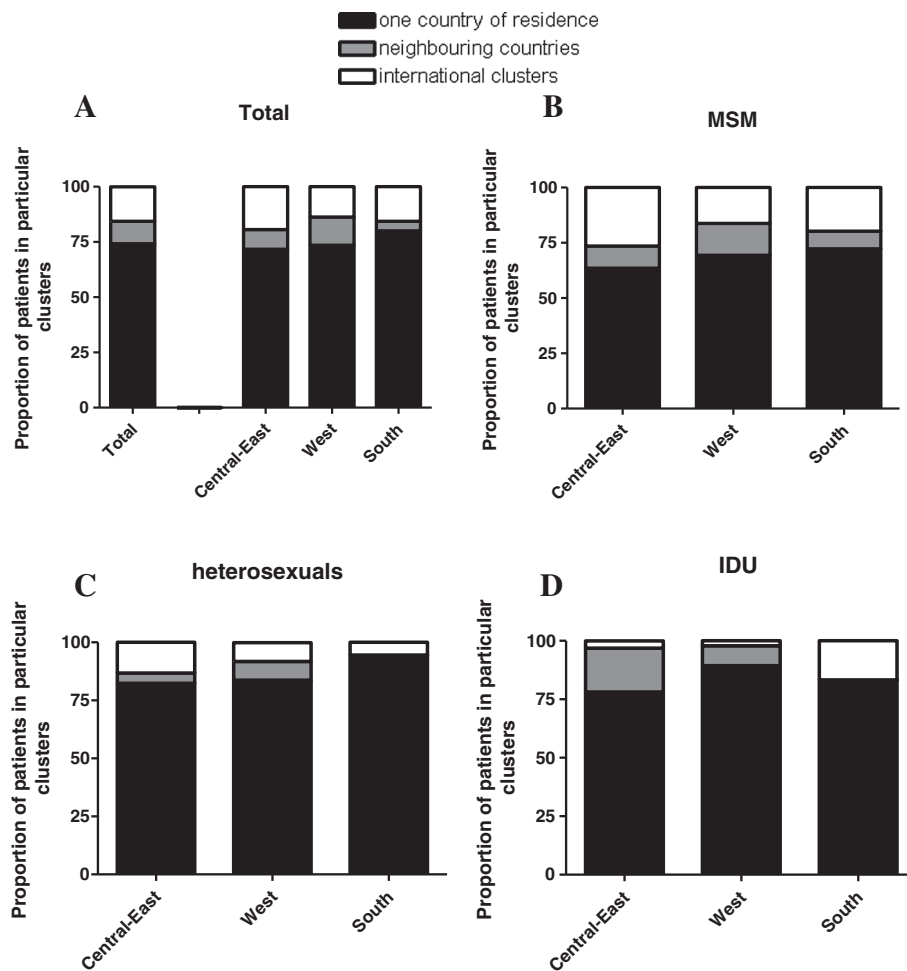 one country of residence
neighbouring countries
international clusters
A
Total
Proportion of patients in particular
clusters
100
75
50
25
0
Total
Central-East
West
South
B
MSM
Proportion of patients in particular
clusters
100
75
50
25
0
Central-East
West
South
C
heterosexuals
Proportion of patients in particular
clusters
100
75
50
25
0
Central-East
West
South
D
IDU
Proportion of patients in particular
clusters
100
75
50
25
0
Central-East
West
South